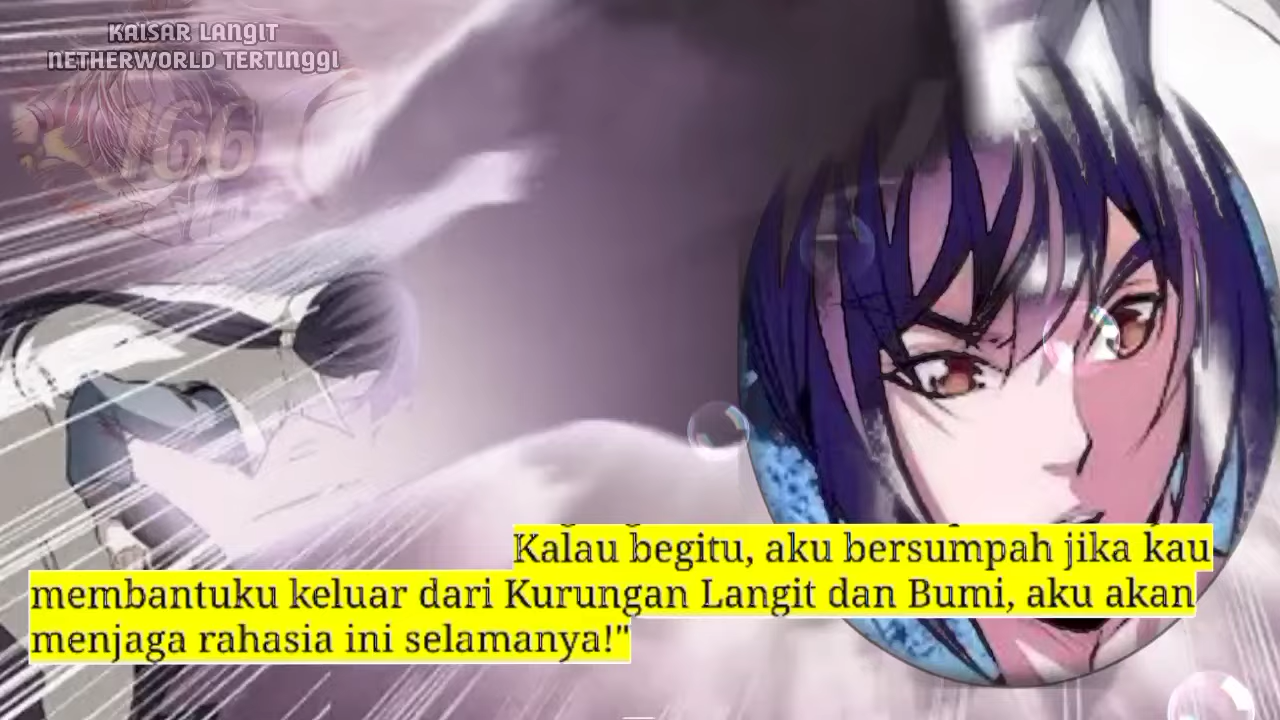 KAISAR LANGIT
NETHERWORLD TERTINGGI
166
Kalau begitu, aku bersumpah jika kau
membantuku keluar dari Kurungan Langit dan Bumi, aku akan
menjaga rahasia ini selamanya!"